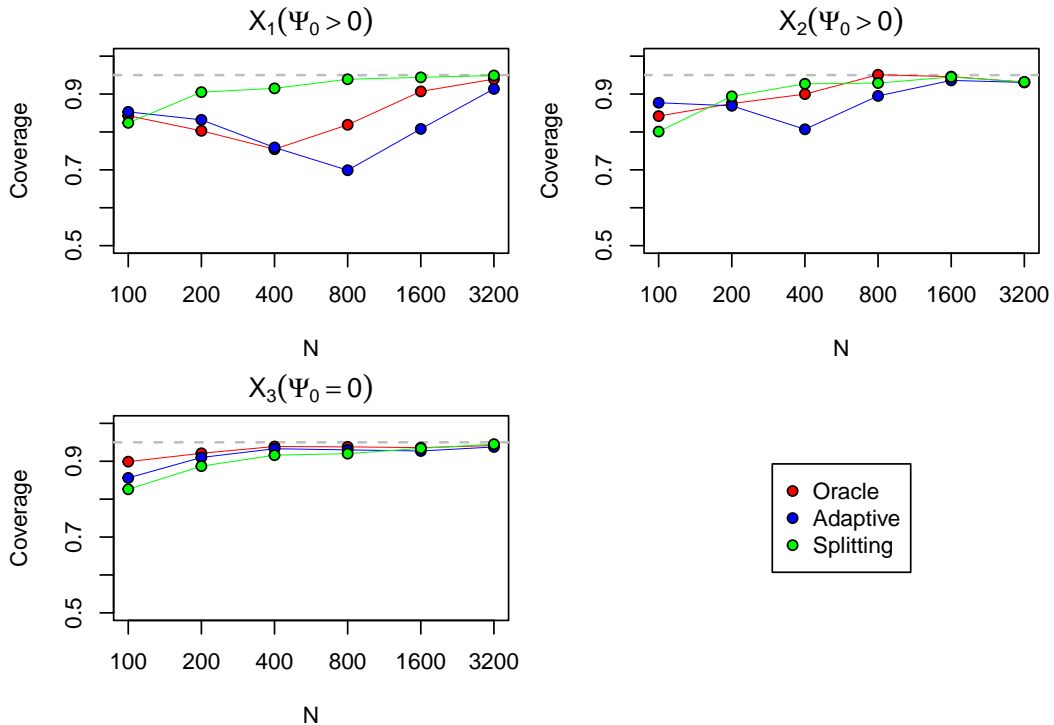 X₁(Ψ₀ > 0)
Coverage
0.9
0.7
0.5
100 200 400 800 1600 3200
N
X₂(Ψ₀ > 0)
Coverage
0.9
0.7
0.5
100 200 400 800 1600 3200
N
X₃(Ψ₀ = 0)
Coverage
0.9
0.7
0.5
100 200 400 800 1600 3200
N
Oracle
Adaptive
Splitting